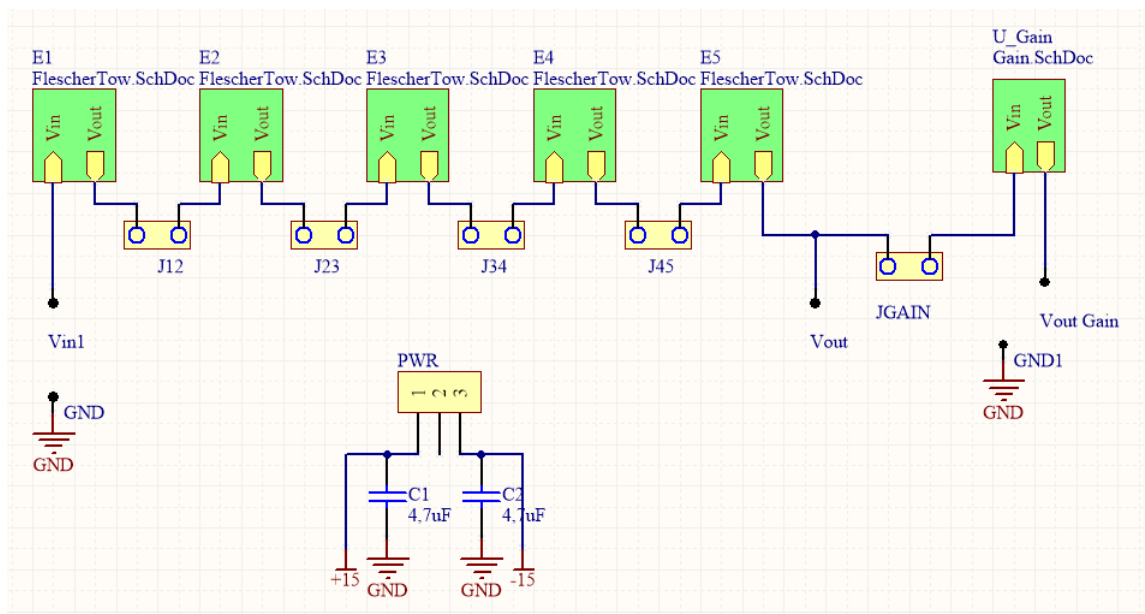 E1
FlescherTow.SchDoc
Vin
Vout
E2
FlescherTow.SchDoc
Vin
Vout
E3
FlescherTow.SchDoc
Vin
Vout
E4
FlescherTow.SchDoc
Vin
Vout
E5
FlescherTow.SchDoc
Vin
Vout
U_Gain
Gain.SchDoc
Vin
Vout
J12
J23
J34
J45
JGAIN
Vin1
Vout
Vout Gain
GND
GND
GND1
GND
PWR
1
2
3
C1
4,7uF
C2
4,7uF
+15
GND
GND
-15